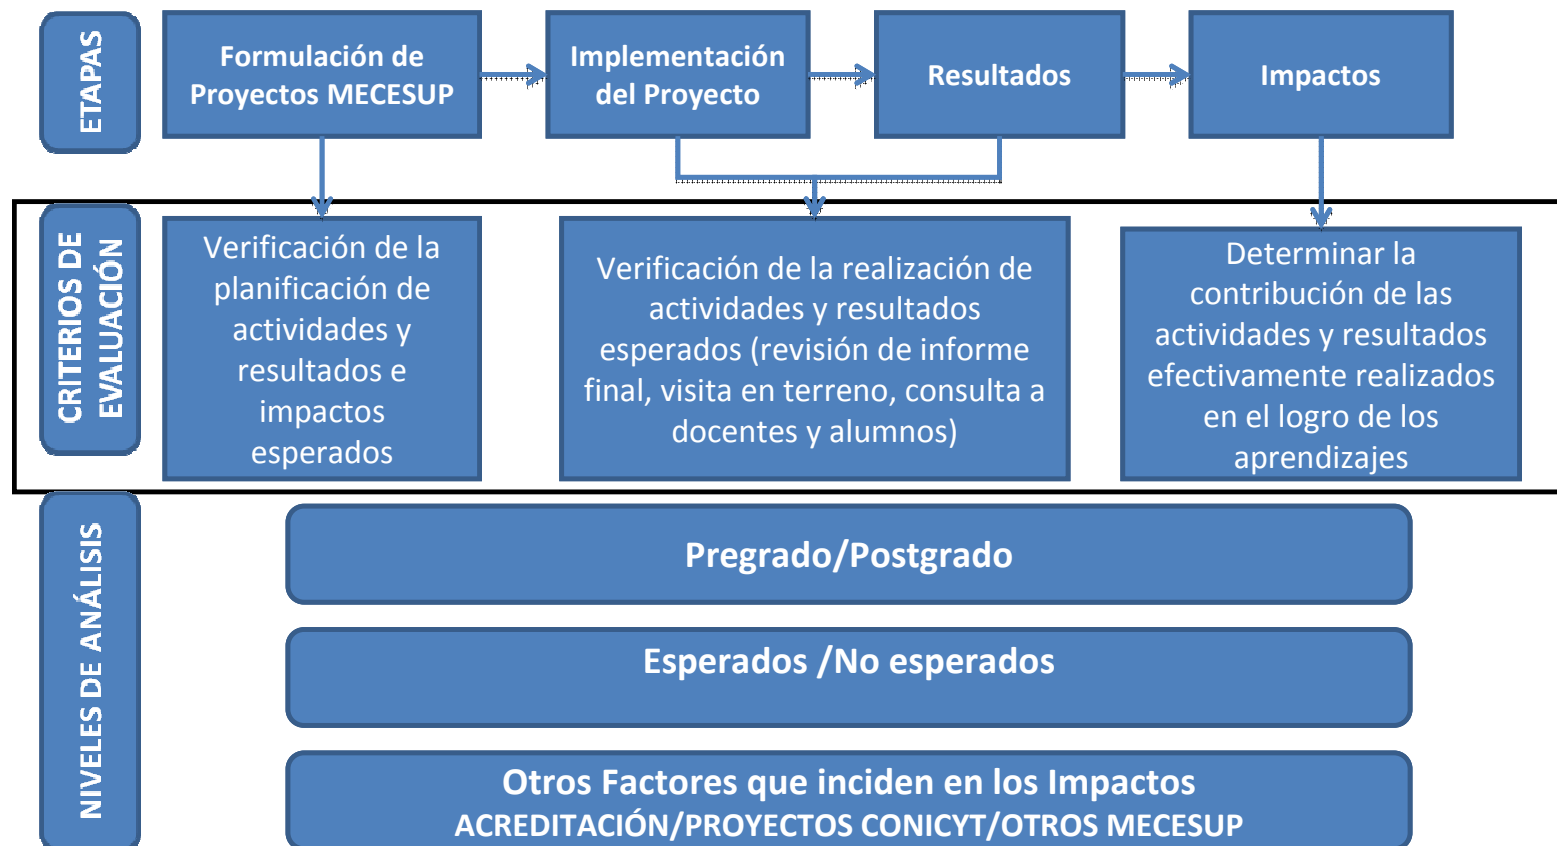 ETAPAS
Formulación de
Proyectos MECESUP
Implementación
del Proyecto
Resultados
Impactos
CRITERIOS DE
EVALUACIÓN
Verificación de la
planificación de
actividades y
resultados e
impactos
esperados
Verificación de la realización de
actividades y resultados
esperados (revisión de informe
final, visita en terreno, consulta a
docentes y alumnos)
Determinar la
contribución de las
actividades y resultados
efectivamente realizados
en el logro de los
aprendizajes
NIVELES DE ANÁLISIS
Pregrado/Postgrado
Esperados /No esperados
Otros Factores que inciden en los Impactos
ACREDITACIÓN/PROYECTOS CONICYT/OTROS MECESUP